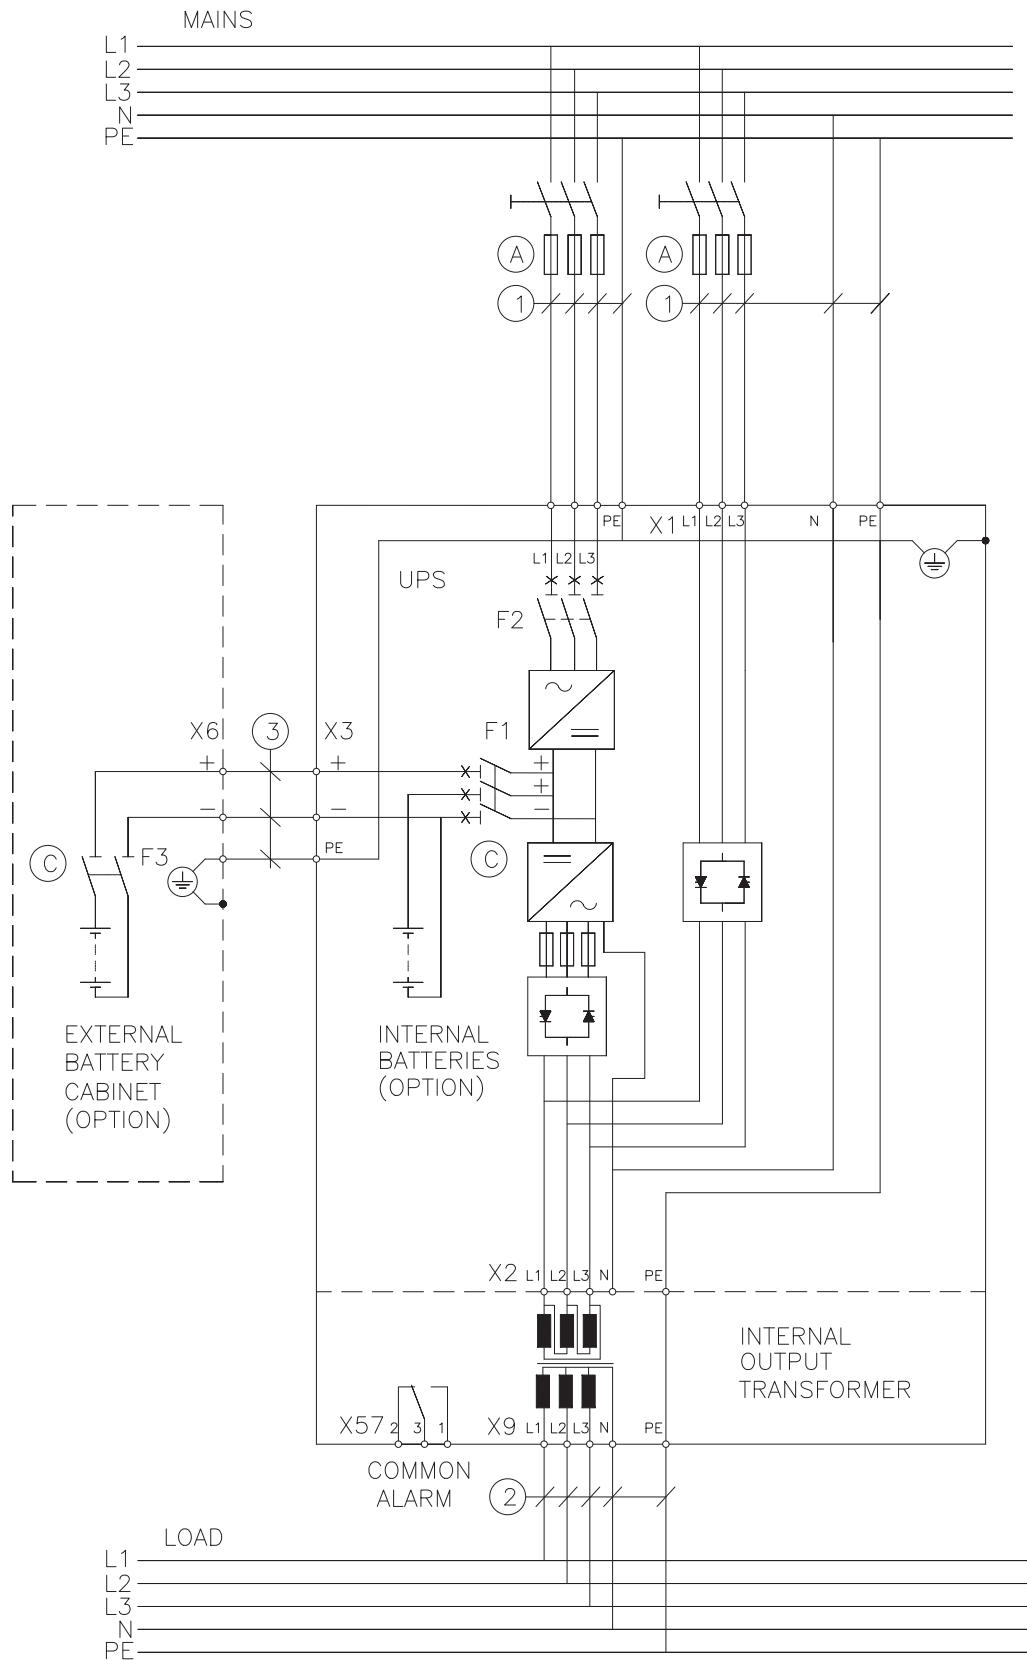 MAINS
L1
L2
L3
N
PE
A
A
1
1
PE
X1
L1
L2
L3
N
PE
L1
L2
L3
UPS
F2
X6
3
X3
F1
+
+
+
+
−
−
−
PE
C
F3
C
EXTERNAL
BATTERY
CABINET
(OPTION)
INTERNAL
BATTERIES
(OPTION)
X2
L1
L2
L3
N
PE
INTERNAL
OUTPUT
TRANSFORMER
X57
2
3
1
X9
L1
L2
L3
N
PE
COMMON
ALARM
2
LOAD
L1
L2
L3
N
PE